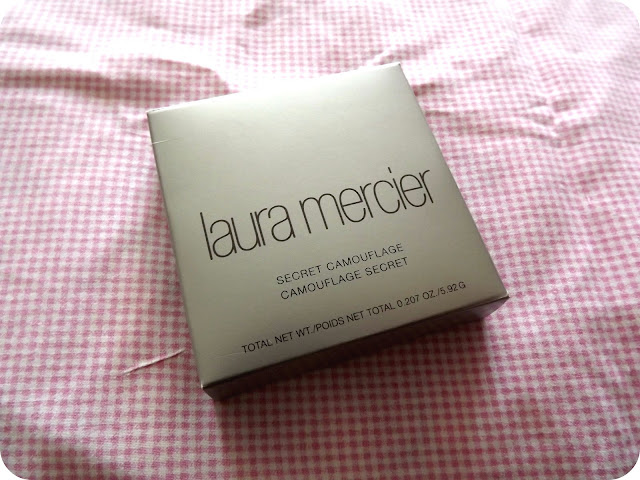 laura mercier
SECRET CAMOUFLAGE
CAMOUFLAGE SECRET
TOTAL NET WT./POIDS NET TOTAL 0.207 OZ./5.92 G